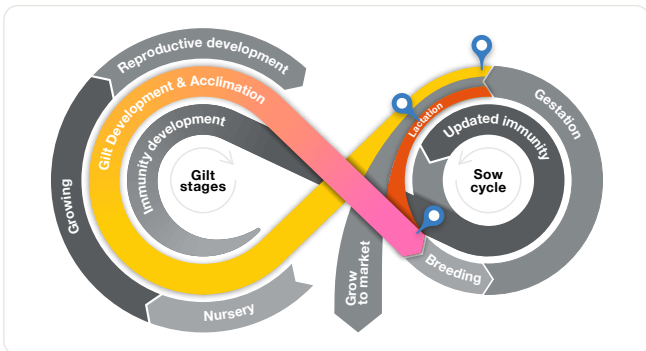 Reproductive development
Gilt Development & Acclimation
Immunity development
Growing
Gilt
stages
Nursery
Grow
to market
Lactation
Updated immunity
Gestation
Sow
cycle
Breeding